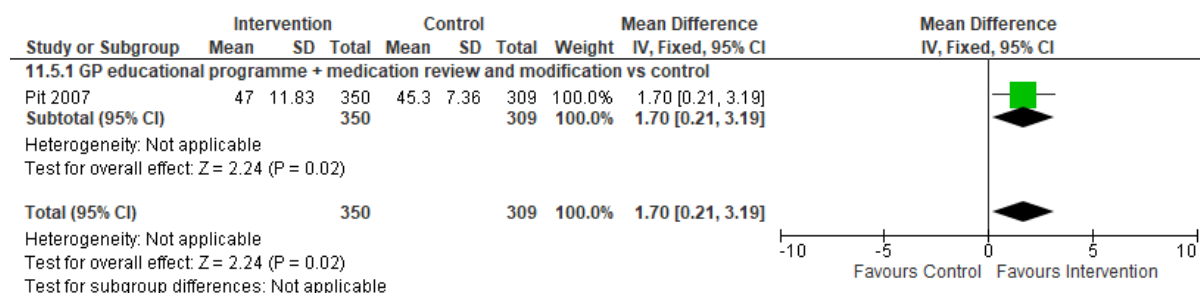 Intervention Control Mean Difference Mean Difference
Study or Subgroup Mean SD Total Mean SD Total Weight IV, Fixed, 95% CI IV, Fixed, 95% CI
11.5.1 GP educational programme + medication review and modification vs control
Pit 2007 47 11.83 350 45.3 7.36 309 100.0% 1.70 [0.21, 3.19]
Subtotal (95% CI) 350 309 100.0% 1.70 [0.21, 3.19]
Heterogeneity: Not applicable
Test for overall effect: Z = 2.24 (P = 0.02)
Total (95% CI) 350 309 100.0% 1.70 [0.21, 3.19]
Heterogeneity: Not applicable
Test for overall effect: Z = 2.24 (P = 0.02)
Test for subgroup differences: Not applicable
-10 -5 0 5 10
Favours Control Favours Intervention